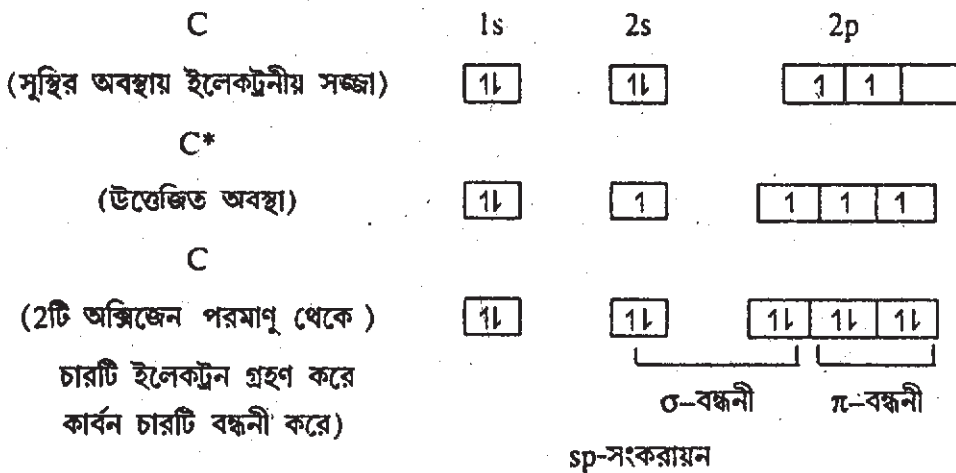 C 1s 2s 2p
(সুস্থির অবস্থায় ইলেকট্রনীয় সজ্জা) 1⇂ 1⇂ 1 1
C*
(উত্তেজিত অবস্থা) 1⇂ 1 1 1 1
C
(2টি অক্সিজেন পরমাণু থেকে ) 1⇂ 1⇂ 1⇂ 1⇂ 1⇂
চারটি ইলেকট্রন গ্রহণ করে
কার্বন চারটি বন্ধনী করে)
σ–বন্ধনী π–বন্ধনী
sp-সংকরায়ন